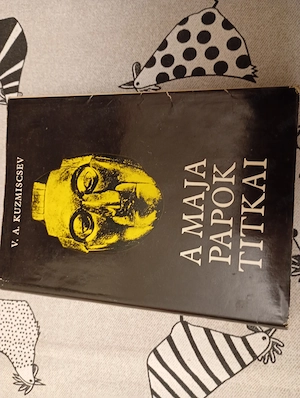 V. A. KUZMISCSEV
A MAJA
PAPOK
TITKAI